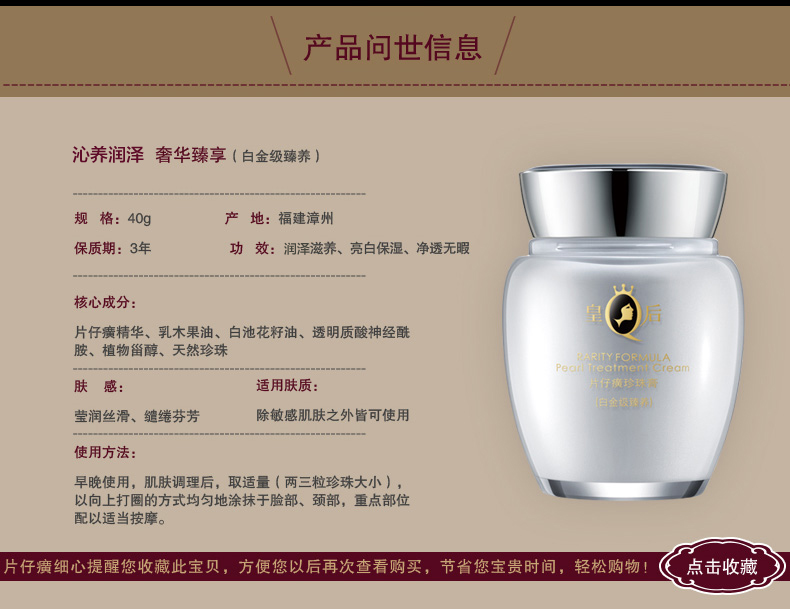 产品问世信息
沁养润泽 奢华臻享（白金级臻养）
规 格：40g 产 地：福建漳州
保质期：3年 功 效：润泽滋养、亮白保湿、净透无暇
核心成分：
片仔癀精华、乳木果油、白池花籽油、透明质酸神经酰
胺、植物甾醇、天然珍珠
肤 感： 适用肤质：
莹润丝滑、缱绻芬芳 除敏感肌肤之外皆可使用
使用方法：
早晚使用，肌肤调理后，取适量（两三粒珍珠大小），
以向上打圈的方式均匀地涂抹于脸部、颈部，重点部位
配以适当按摩。
皇后
RARITY FORMULA
Pearl Treatment Cream
片仔癀珍珠膏
（白金级臻养）
片仔癀细心提醒您收藏此宝贝，方便您以后再次查看购买，节省您宝贵时间，轻松购物！
点击收藏